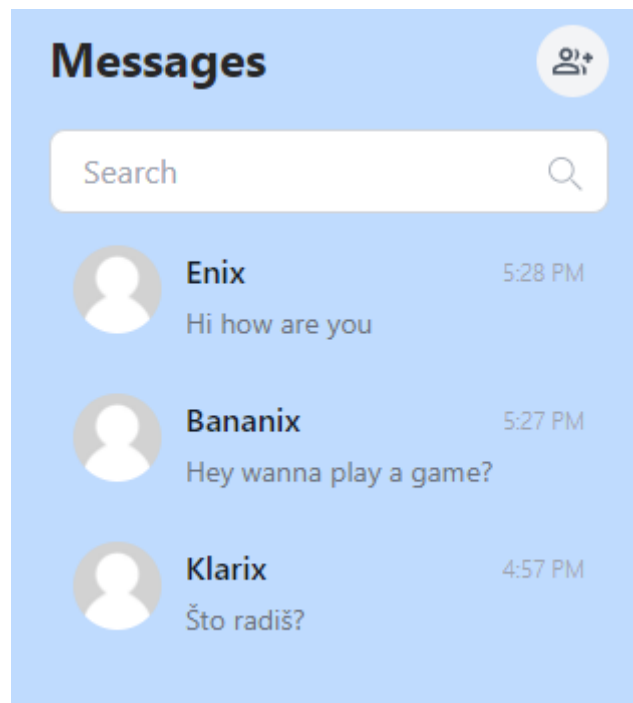 Messages
Search
Enix 5:28 PM
Hi how are you
Bananix 5:27 PM
Hey wanna play a game?
Klarix 4:57 PM
Što radiš?